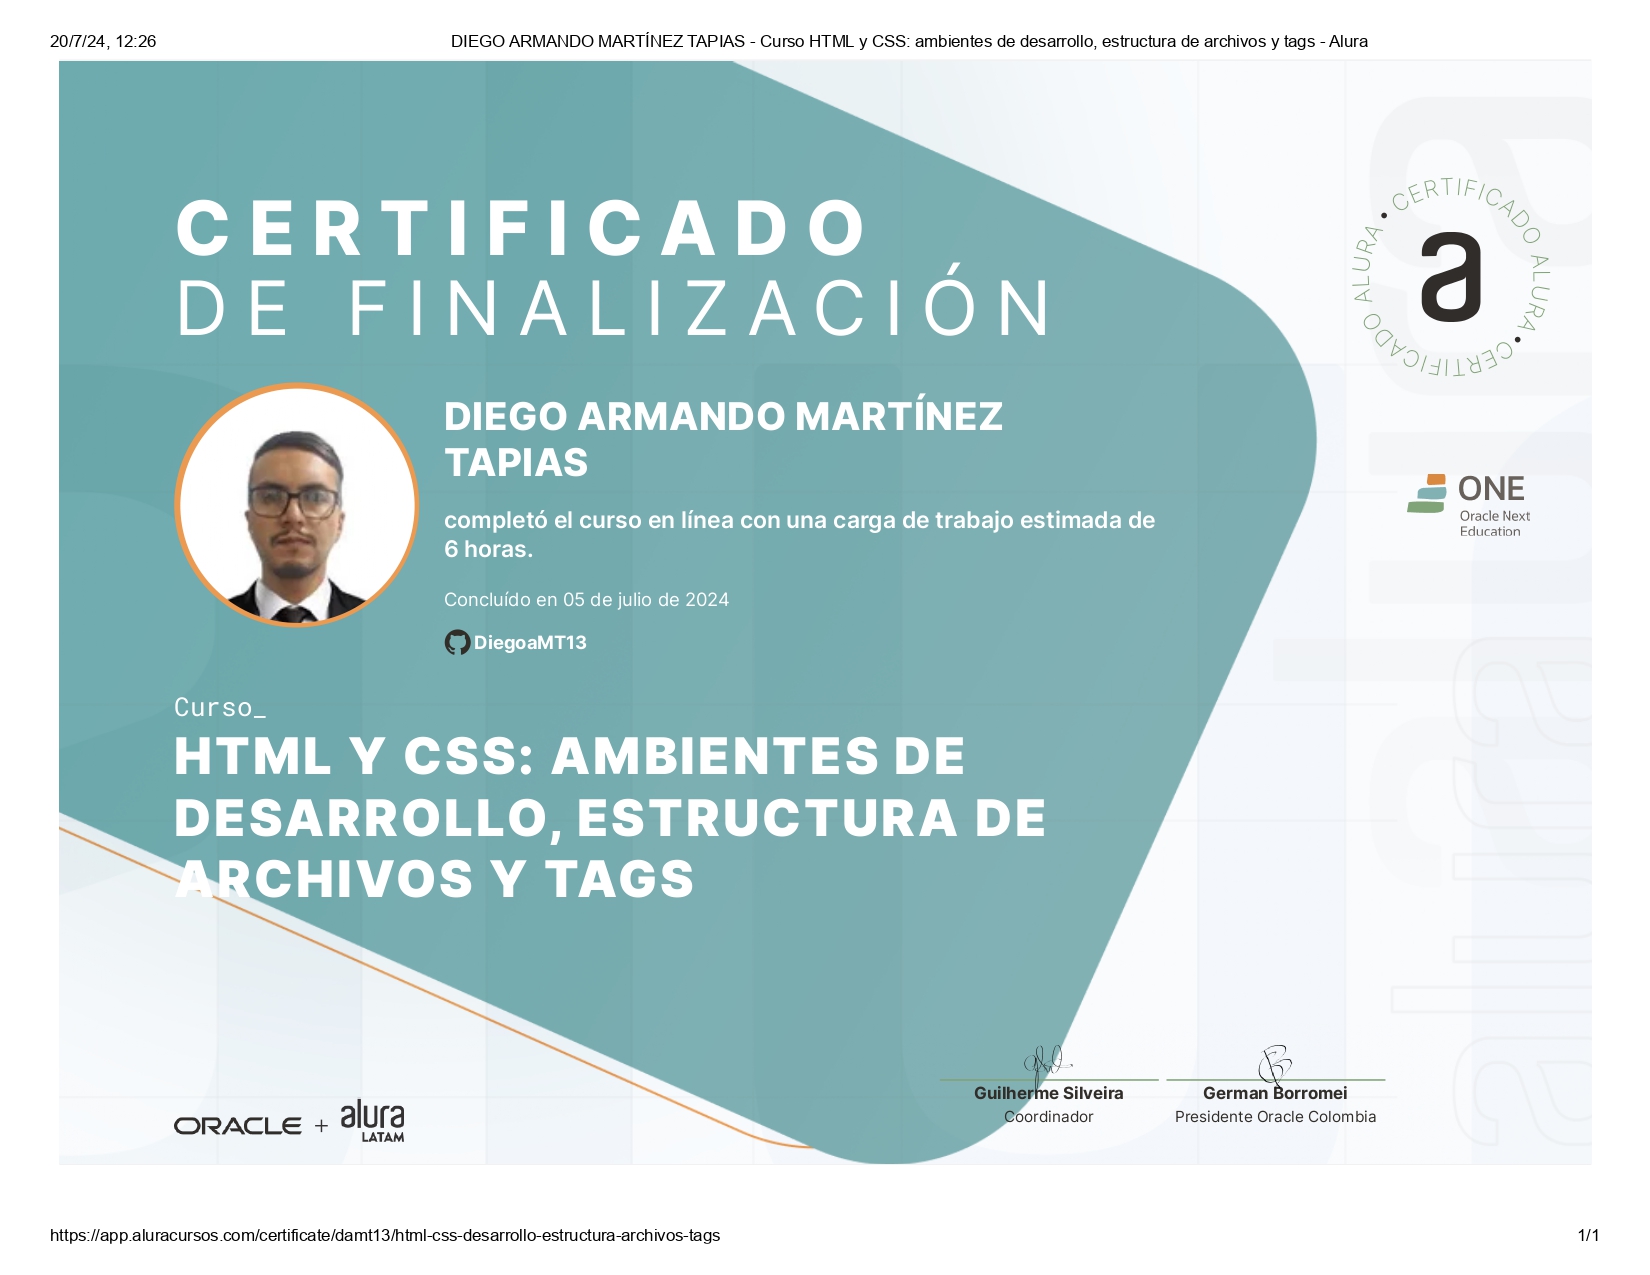 20/7/24, 12:26
DIEGO ARMANDO MARTÍNEZ TAPIAS - Curso HTML y CSS: ambientes de desarrollo, estructura de archivos y tags - Alura
CERTIFICADO
DE FINALIZACIÓN
CERTIFICADO ALURA • CERTIFICADO ALURA •
a
DIEGO ARMANDO MARTÍNEZ
TAPIAS
completó el curso en línea con una carga de trabajo estimada de
6 horas.
Concluído en 05 de julio de 2024
DiegoaMT13
ONE
Oracle Next
Education
Curso_
HTML Y CSS: AMBIENTES DE
DESARROLLO, ESTRUCTURA DE
ARCHIVOS Y TAGS
alura
Guilherme Silveira
Coordinador
German Borromei
Presidente Oracle Colombia
ORACLE + alura
LATAM
https://app.aluracursos.com/certificate/damt13/html-css-desarrollo-estructura-archivos-tags
1/1